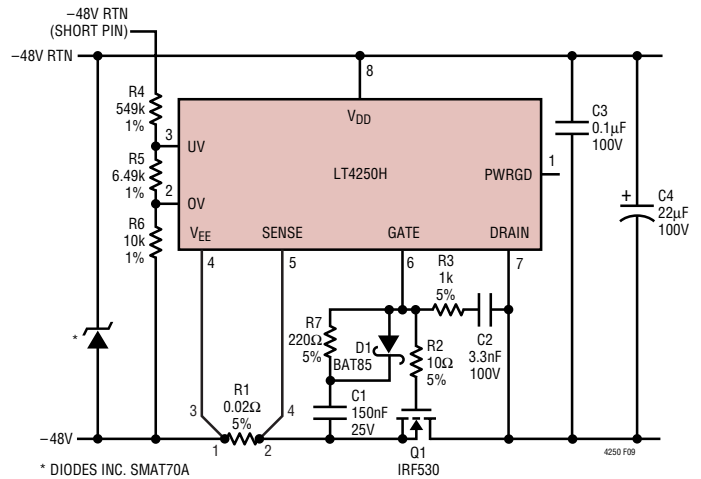 −48V RTN
(SHORT PIN)
−48V RTN
8
R4
549k
1%
3
UV
R5
6.49k
1%
2
OV
R6
10k
1%
VDD
LT4250H
PWRGD
1
VEE
SENSE
GATE
DRAIN
4
5
6
7
C3
0.1µF
100V
+
C4
22µF
100V
R3
1k
5%
C2
3.3nF
100V
R7
220Ω
5%
D1
BAT85
R2
10Ω
5%
*
R1
0.02Ω
5%
3
4
1
2
C1
150nF
25V
−48V
Q1
IRF530
4250 F09
* DIODES INC. SMAT70A